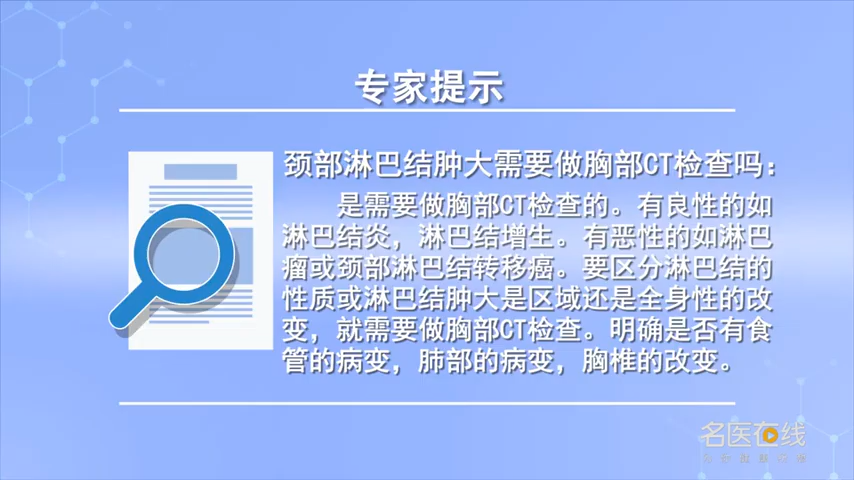 专家提示
颈部淋巴结肿大需要做胸部CT检查吗：
是需要做胸部CT检查的。有良性的如
淋巴结炎，淋巴结增生。有恶性的如淋巴
瘤或颈部淋巴结转移癌。要区分淋巴结的
性质或淋巴结肿大是区域还是全身性的改
变，就需要做胸部CT检查。明确是否有食
管的病变，肺部的病变，胸椎的改变。
名医在线